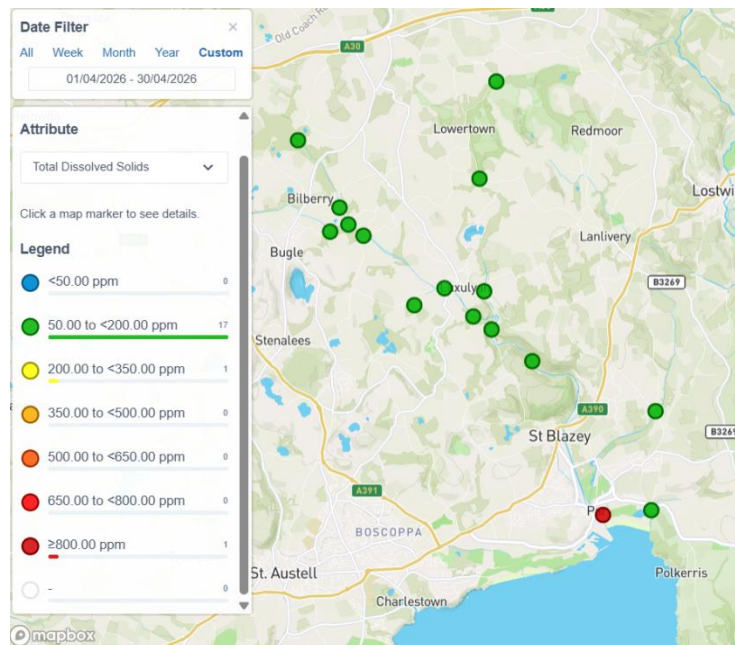 Date Filter ×
All Week Month Year Custom
01/04/2026 - 30/04/2026
Attribute
Total Dissolved Solids
Click a map marker to see details.
Legend
<50.00 ppm 0
50.00 to <200.00 ppm 17
200.00 to <350.00 ppm 1
350.00 to <500.00 ppm 0
500.00 to <650.00 ppm 0
650.00 to <800.00 ppm 0
≥800.00 ppm 1
- 0
mapbox
Old Coach
A30
Lowertown
Redmoor
Bilberry
Lostwi
Bugle
Lanlivery
B3269
uxulyan
Stenalees
A390
St Blazey
B3269
A391
P
BOSCOPPA
St. Austell
Polkerris
Charlestown